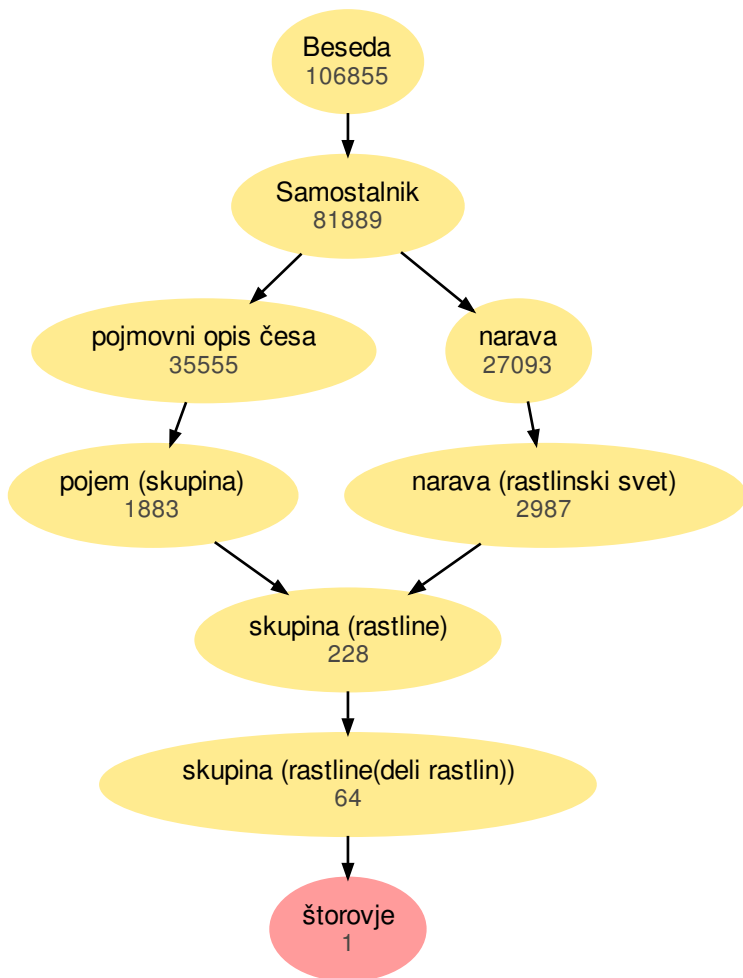 Beseda
106855
Samostalnik
81889
pojmovni opis česa
35555
narava
27093
pojem (skupina)
1883
narava (rastlinski svet)
2987
skupina (rastline)
228
skupina (rastline(deli rastlin))
64
štorovje
1